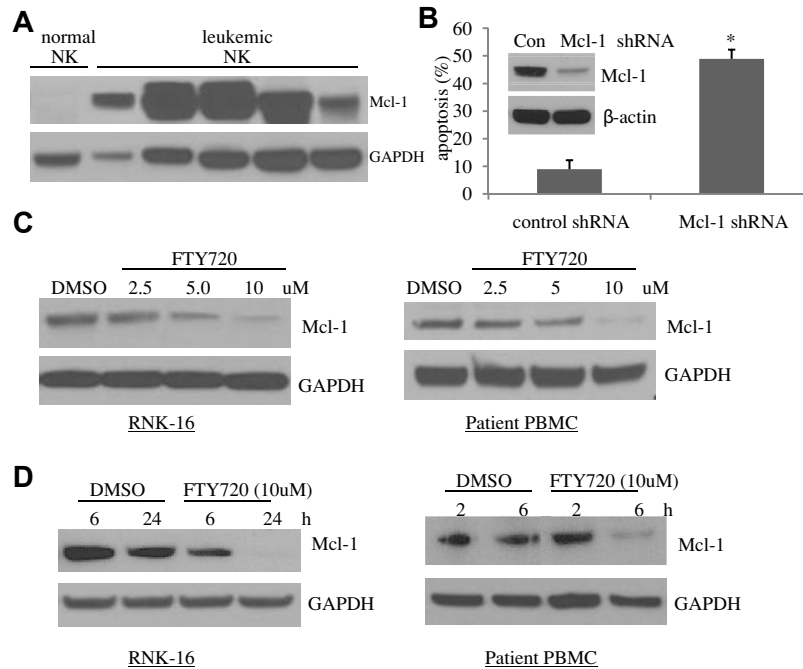 A
normal
NK
leukemic
NK
Mcl-1
GAPDH
B
apoptosis (%)
60
50
40
30
20
10
0
Con Mcl-1 shRNA
Mcl-1
β-actin
*
control shRNA
Mcl-1 shRNA
C
FTY720
DMSO 2.5 5.0 10 uM
Mcl-1
GAPDH
RNK-16
FTY720
DMSO 2.5 5 10 uM
Mcl-1
GAPDH
Patient PBMC
D
DMSO FTY720 (10uM)
6 24 6 24 h
Mcl-1
GAPDH
RNK-16
DMSO FTY720 (10uM)
2 6 2 6 h
Mcl-1
GAPDH
Patient PBMC